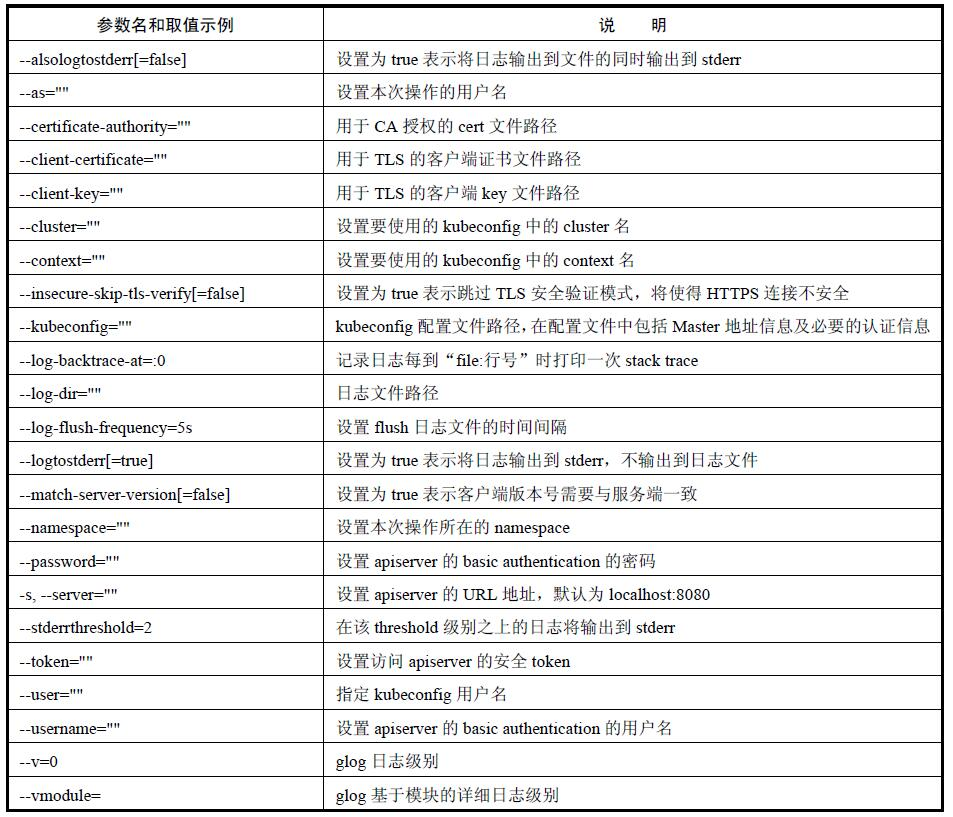 参数名和取值示例 说 明
--alsologtostderr[=false] 设置为 true 表示将日志输出到文件的同时输出到 stderr
--as="" 设置本次操作的用户名
--certificate-authority="" 用于 CA 授权的 cert 文件路径
--client-certificate="" 用于 TLS 的客户端证书文件路径
--client-key="" 用于 TLS 的客户端 key 文件路径
--cluster="" 设置要使用的 kubeconfig 中的 cluster 名
--context="" 设置要使用的 kubeconfig 中的 context 名
--insecure-skip-tls-verify[=false] 设置为 true 表示跳过 TLS 安全验证模式，将使得 HTTPS 连接不安全
--kubeconfig="" kubeconfig 配置文件路径，在配置文件中包括 Master 地址信息及必要的认证信息
--log-backtrace-at=:0 记录日志每到“file:行号”时打印一次 stack trace
--log-dir="" 日志文件路径
--log-flush-frequency=5s 设置 flush 日志文件的时间间隔
--logtostderr[=true] 设置为 true 表示将日志输出到 stderr，不输出到日志文件
--match-server-version[=false] 设置为 true 表示客户端版本号需要与服务端一致
--namespace="" 设置本次操作所在的 namespace
--password="" 设置 apiserver 的 basic authentication 的密码
-s, --server="" 设置 apiserver 的 URL 地址，默认为 localhost:8080
--stderrthreshold=2 在该 threshold 级别之上的日志将输出到 stderr
--token="" 设置访问 apiserver 的安全 token
--user="" 指定 kubeconfig 用户名
--username="" 设置 apiserver 的 basic authentication 的用户名
--v=0 glog 日志级别
--vmodule= glog 基于模块的详细日志级别